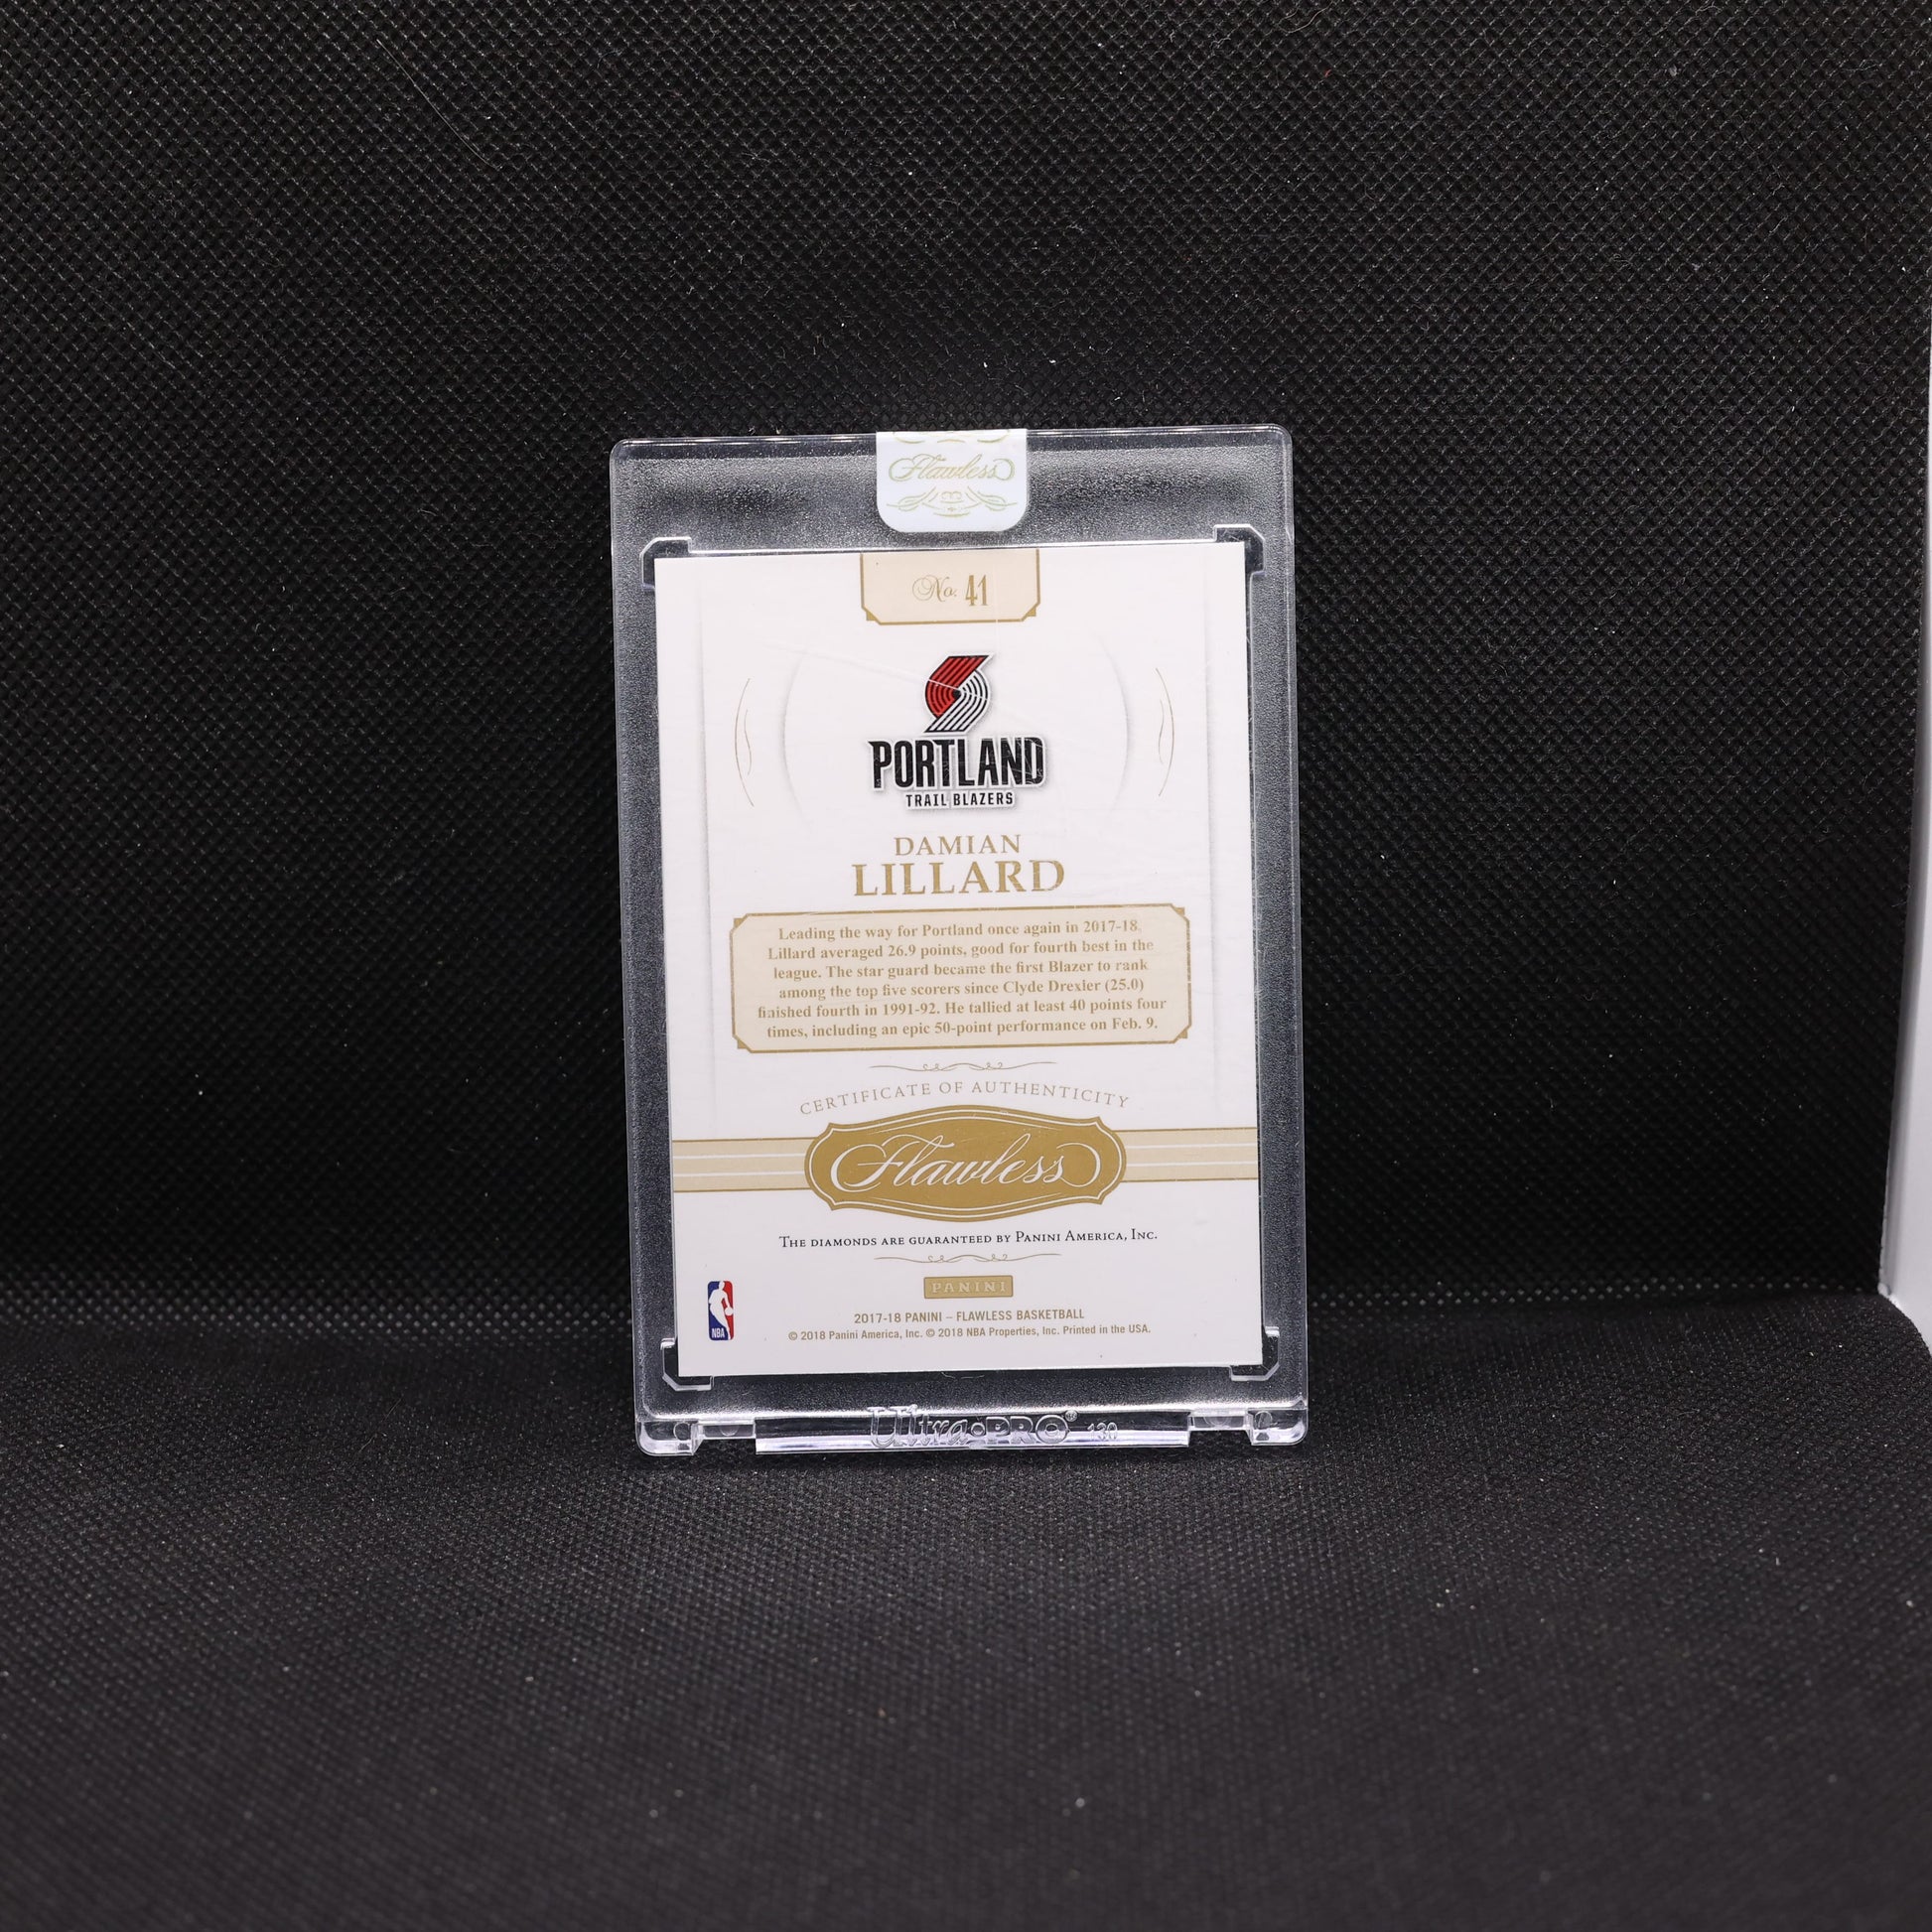 Flawless
No. 41
PORTLAND
TRAIL BLAZERS
DAMIAN
LILLARD
Leading the way for Portland once again in 2017-18,
Lillard averaged 26.9 points, good for fourth best in the
league. The star guard became the first Blazer to rank
among the top five scorers since Clyde Drexler (25.0)
finished fourth in 1991-92. He tallied at least 40 points four
times, including an epic 50-point performance on Feb. 9.
CERTIFICATE OF AUTHENTICITY
Flawless
THE DIAMONDS ARE GUARANTEED BY PANINI AMERICA, INC.
PANINI
NBA
2017-18 PANINI – FLAWLESS BASKETBALL
© 2018 Panini America, Inc. © 2018 NBA Properties, Inc. Printed in the USA.
Ultra•PRO® 130